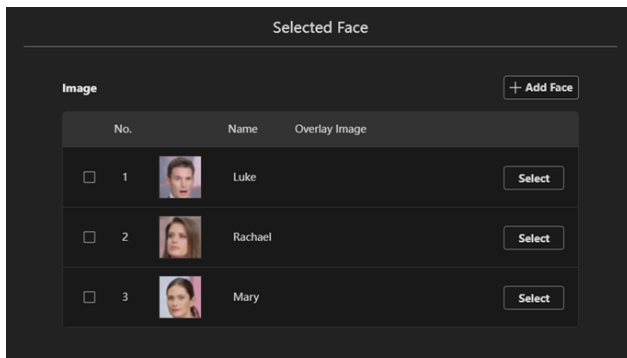 Selected Face
Image
+ Add Face
No. Name Overlay Image
1 Luke Select
2 Rachael Select
3 Mary Select